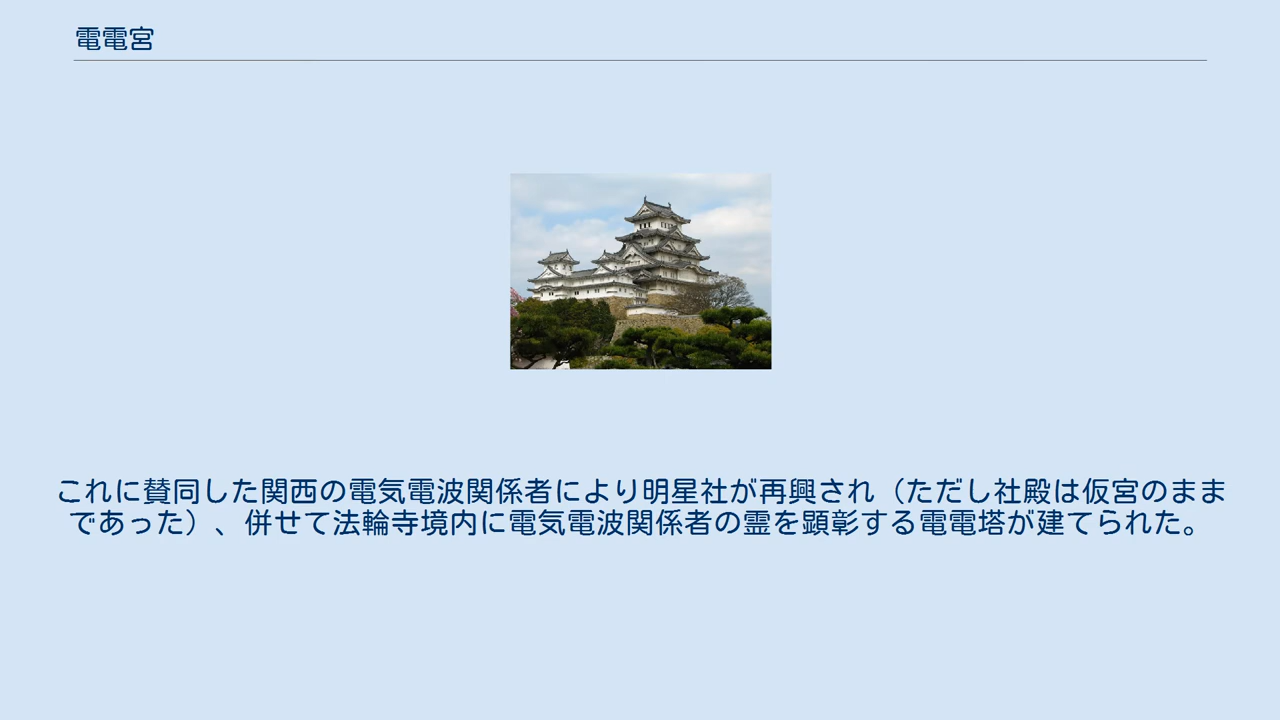 電電宮
これに賛同した関西の電気電波関係者により明星社が再興され（ただし社殿は仮宮のまま
であった）、併せて法輪寺境内に電気電波関係者の霊を顕彰する電電塔が建てられた。